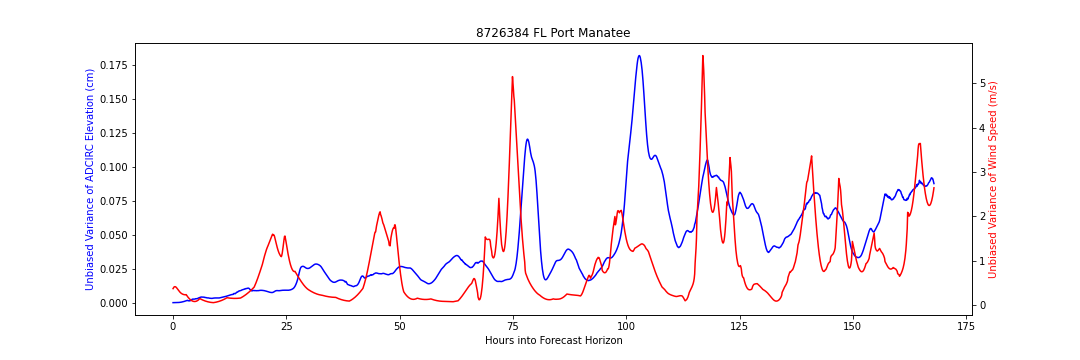 8726384 FL Port Manatee
Unbiased Variance of ADCIRC Elevation (cm)
0.175
0.150
0.125
0.100
0.075
0.050
0.025
0.000
5
4
3
2
1
0
Unbiased Variance of Wind Speed (m/s)
0 25 50 75 100 125 150 175
Hours into Forecast Horizon